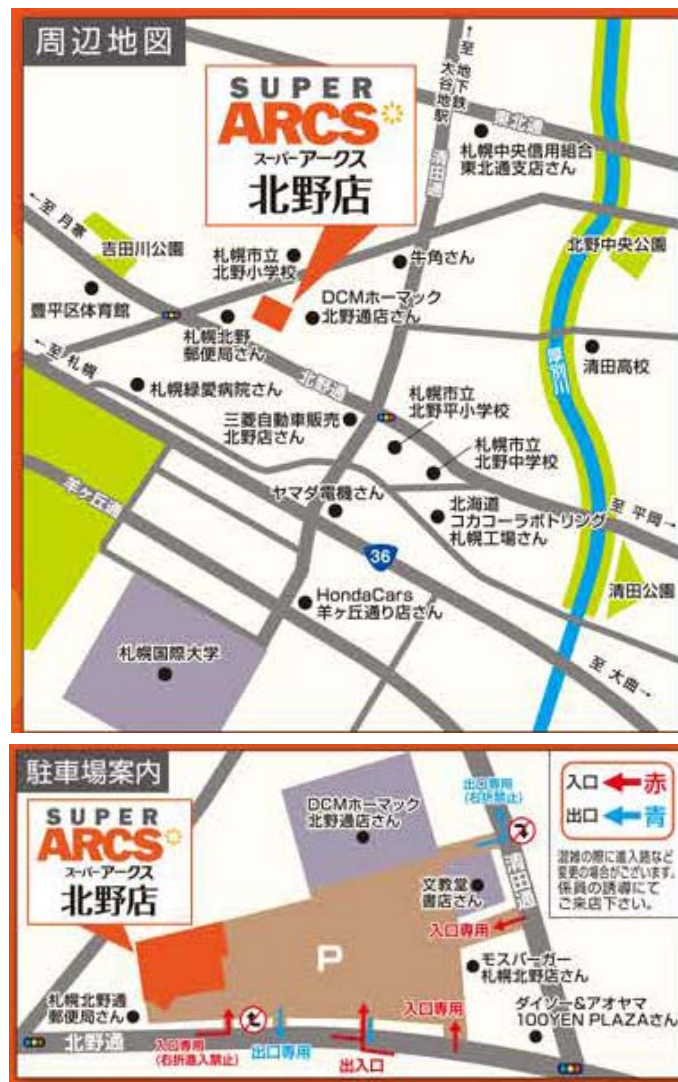 周辺地図
SUPER
ARCS
スーパーアークス
北野店
←至 地下鉄
大谷地駅
清田通
東北通
札幌中央信用組合
東北通支店さん
←至 月寒
吉田川公園
札幌市立
北野小学校
牛角さん
北野中央公園
豊平区体育館
DCMホーマック
北野通店さん
札幌北野
郵便局さん
←至 札幌
厚別川
清田高校
北野通
札幌緑愛病院さん
三菱自動車販売
北野店さん
札幌市立
北野平小学校
札幌市立
北野中学校
羊ヶ丘通
ヤマダ電機さん
北海道
コカコーラボトリング
札幌工場さん
至 平岡→
36
清田公園
HondaCars
羊ヶ丘通り店さん
札幌国際大学
至 大曲→
駐車場案内
SUPER
ARCS
スーパーアークス
北野店
DCMホーマック
北野通店さん
出口専用
(右折禁止)
入口 赤
出口 青
混雑の際に進入路など
変更の場合がございます。
係員の誘導にて
ご来店下さい。
文教堂
書店さん
入口専用
P
モスバーガー
札幌北野店さん
札幌北野通
郵便局さん
入口専用
ダイソー&アオヤマ
100YEN PLAZAさん
北野通
入口専用
(右折進入禁止)
出口専用
出入口